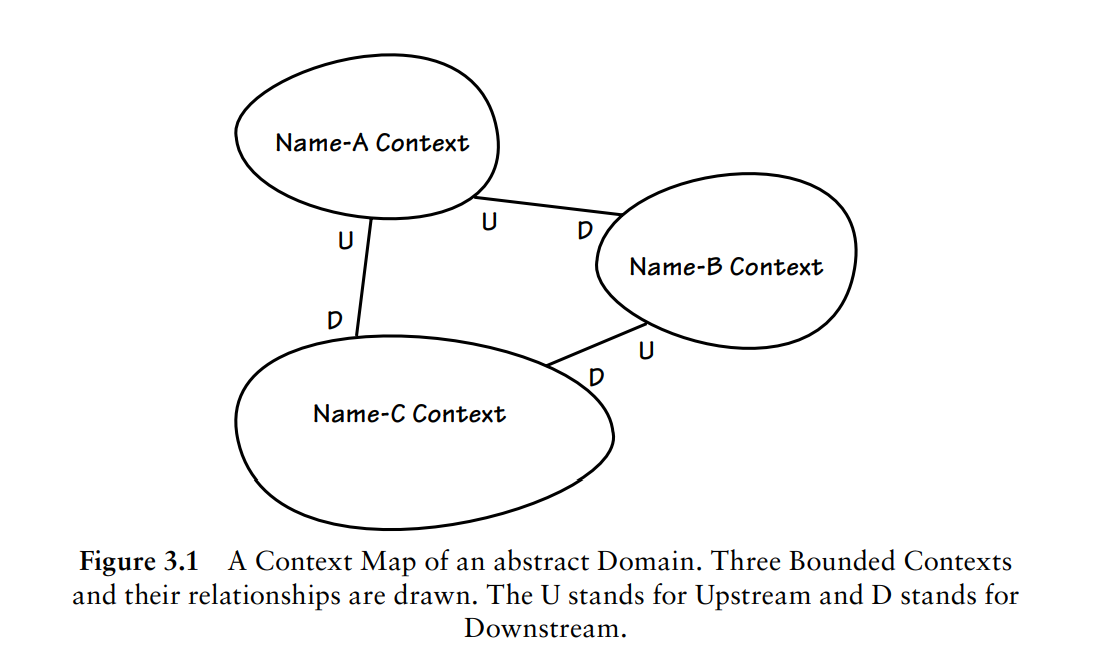 Name-A Context
U
D
U
Name-B Context
D
U
D
Name-C Context
Figure 3.1 A Context Map of an abstract Domain. Three Bounded Contexts
and their relationships are drawn. The U stands for Upstream and D stands for
Downstream.